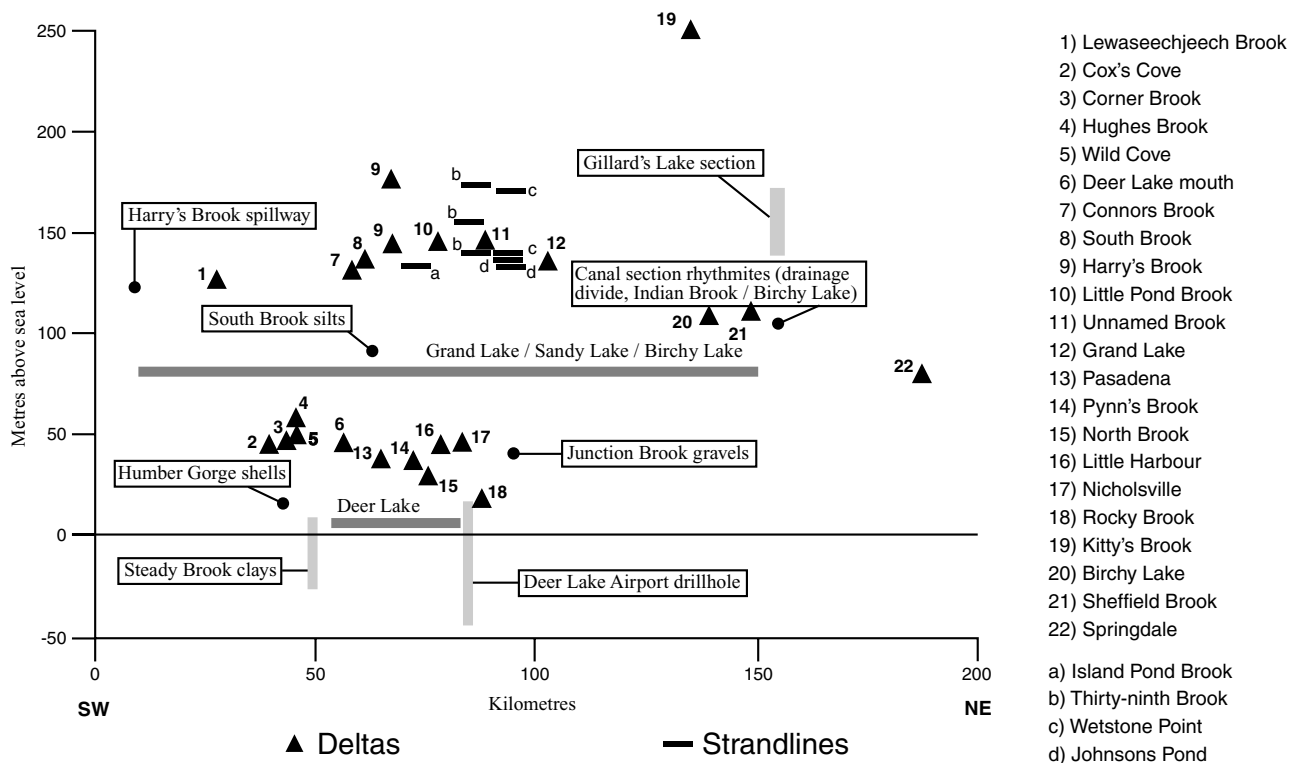 250
200
150
100
50
0
-50
Metres above sea level
0
50
100
150
200
SW
Kilometres
NE
19
Gillard’s Lake section
b
c
9
Harry’s Brook spillway
b
10
11
8
9
b
c
12
7
a
d
d
1
Canal section rhythmites (drainage
divide, Indian Brook / Birchy Lake)
South Brook silts
20
21
Grand Lake / Sandy Lake / Birchy Lake
22
4
3
5
2
6
13
14
16
17
15
Humber Gorge shells
Junction Brook gravels
18
Deer Lake
Steady Brook clays
Deer Lake Airport drillhole
Deltas
Strandlines
1) Lewaseechjeech Brook
2) Cox’s Cove
3) Corner Brook
4) Hughes Brook
5) Wild Cove
6) Deer Lake mouth
7) Connors Brook
8) South Brook
9) Harry’s Brook
10) Little Pond Brook
11) Unnamed Brook
12) Grand Lake
13) Pasadena
14) Pynn’s Brook
15) North Brook
16) Little Harbour
17) Nicholsville
18) Rocky Brook
19) Kitty’s Brook
20) Birchy Lake
21) Sheffield Brook
22) Springdale
a) Island Pond Brook
b) Thirty-ninth Brook
c) Wetstone Point
d) Johnsons Pond